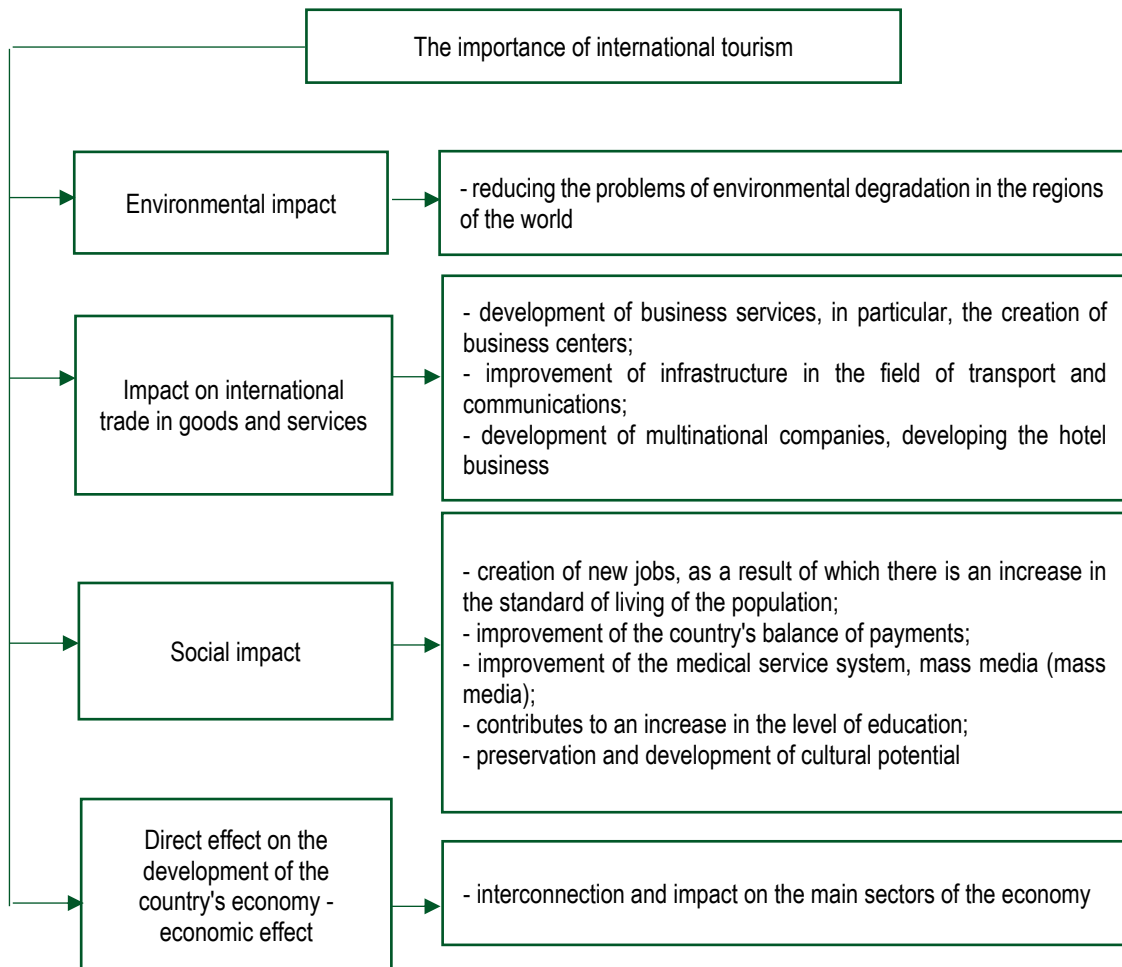 The importance of international tourism
Environmental impact
- reducing the problems of environmental degradation in the regions
of the world
Impact on international
trade in goods and services
- development of business services, in particular, the creation of
business centers;
- improvement of infrastructure in the field of transport and
communications;
- development of multinational companies, developing the hotel
business
Social impact
- creation of new jobs, as a result of which there is an increase in
the standard of living of the population;
- improvement of the country's balance of payments;
- improvement of the medical service system, mass media (mass
media);
- contributes to an increase in the level of education;
- preservation and development of cultural potential
Direct effect on the
development of the
country's economy -
economic effect
- interconnection and impact on the main sectors of the economy